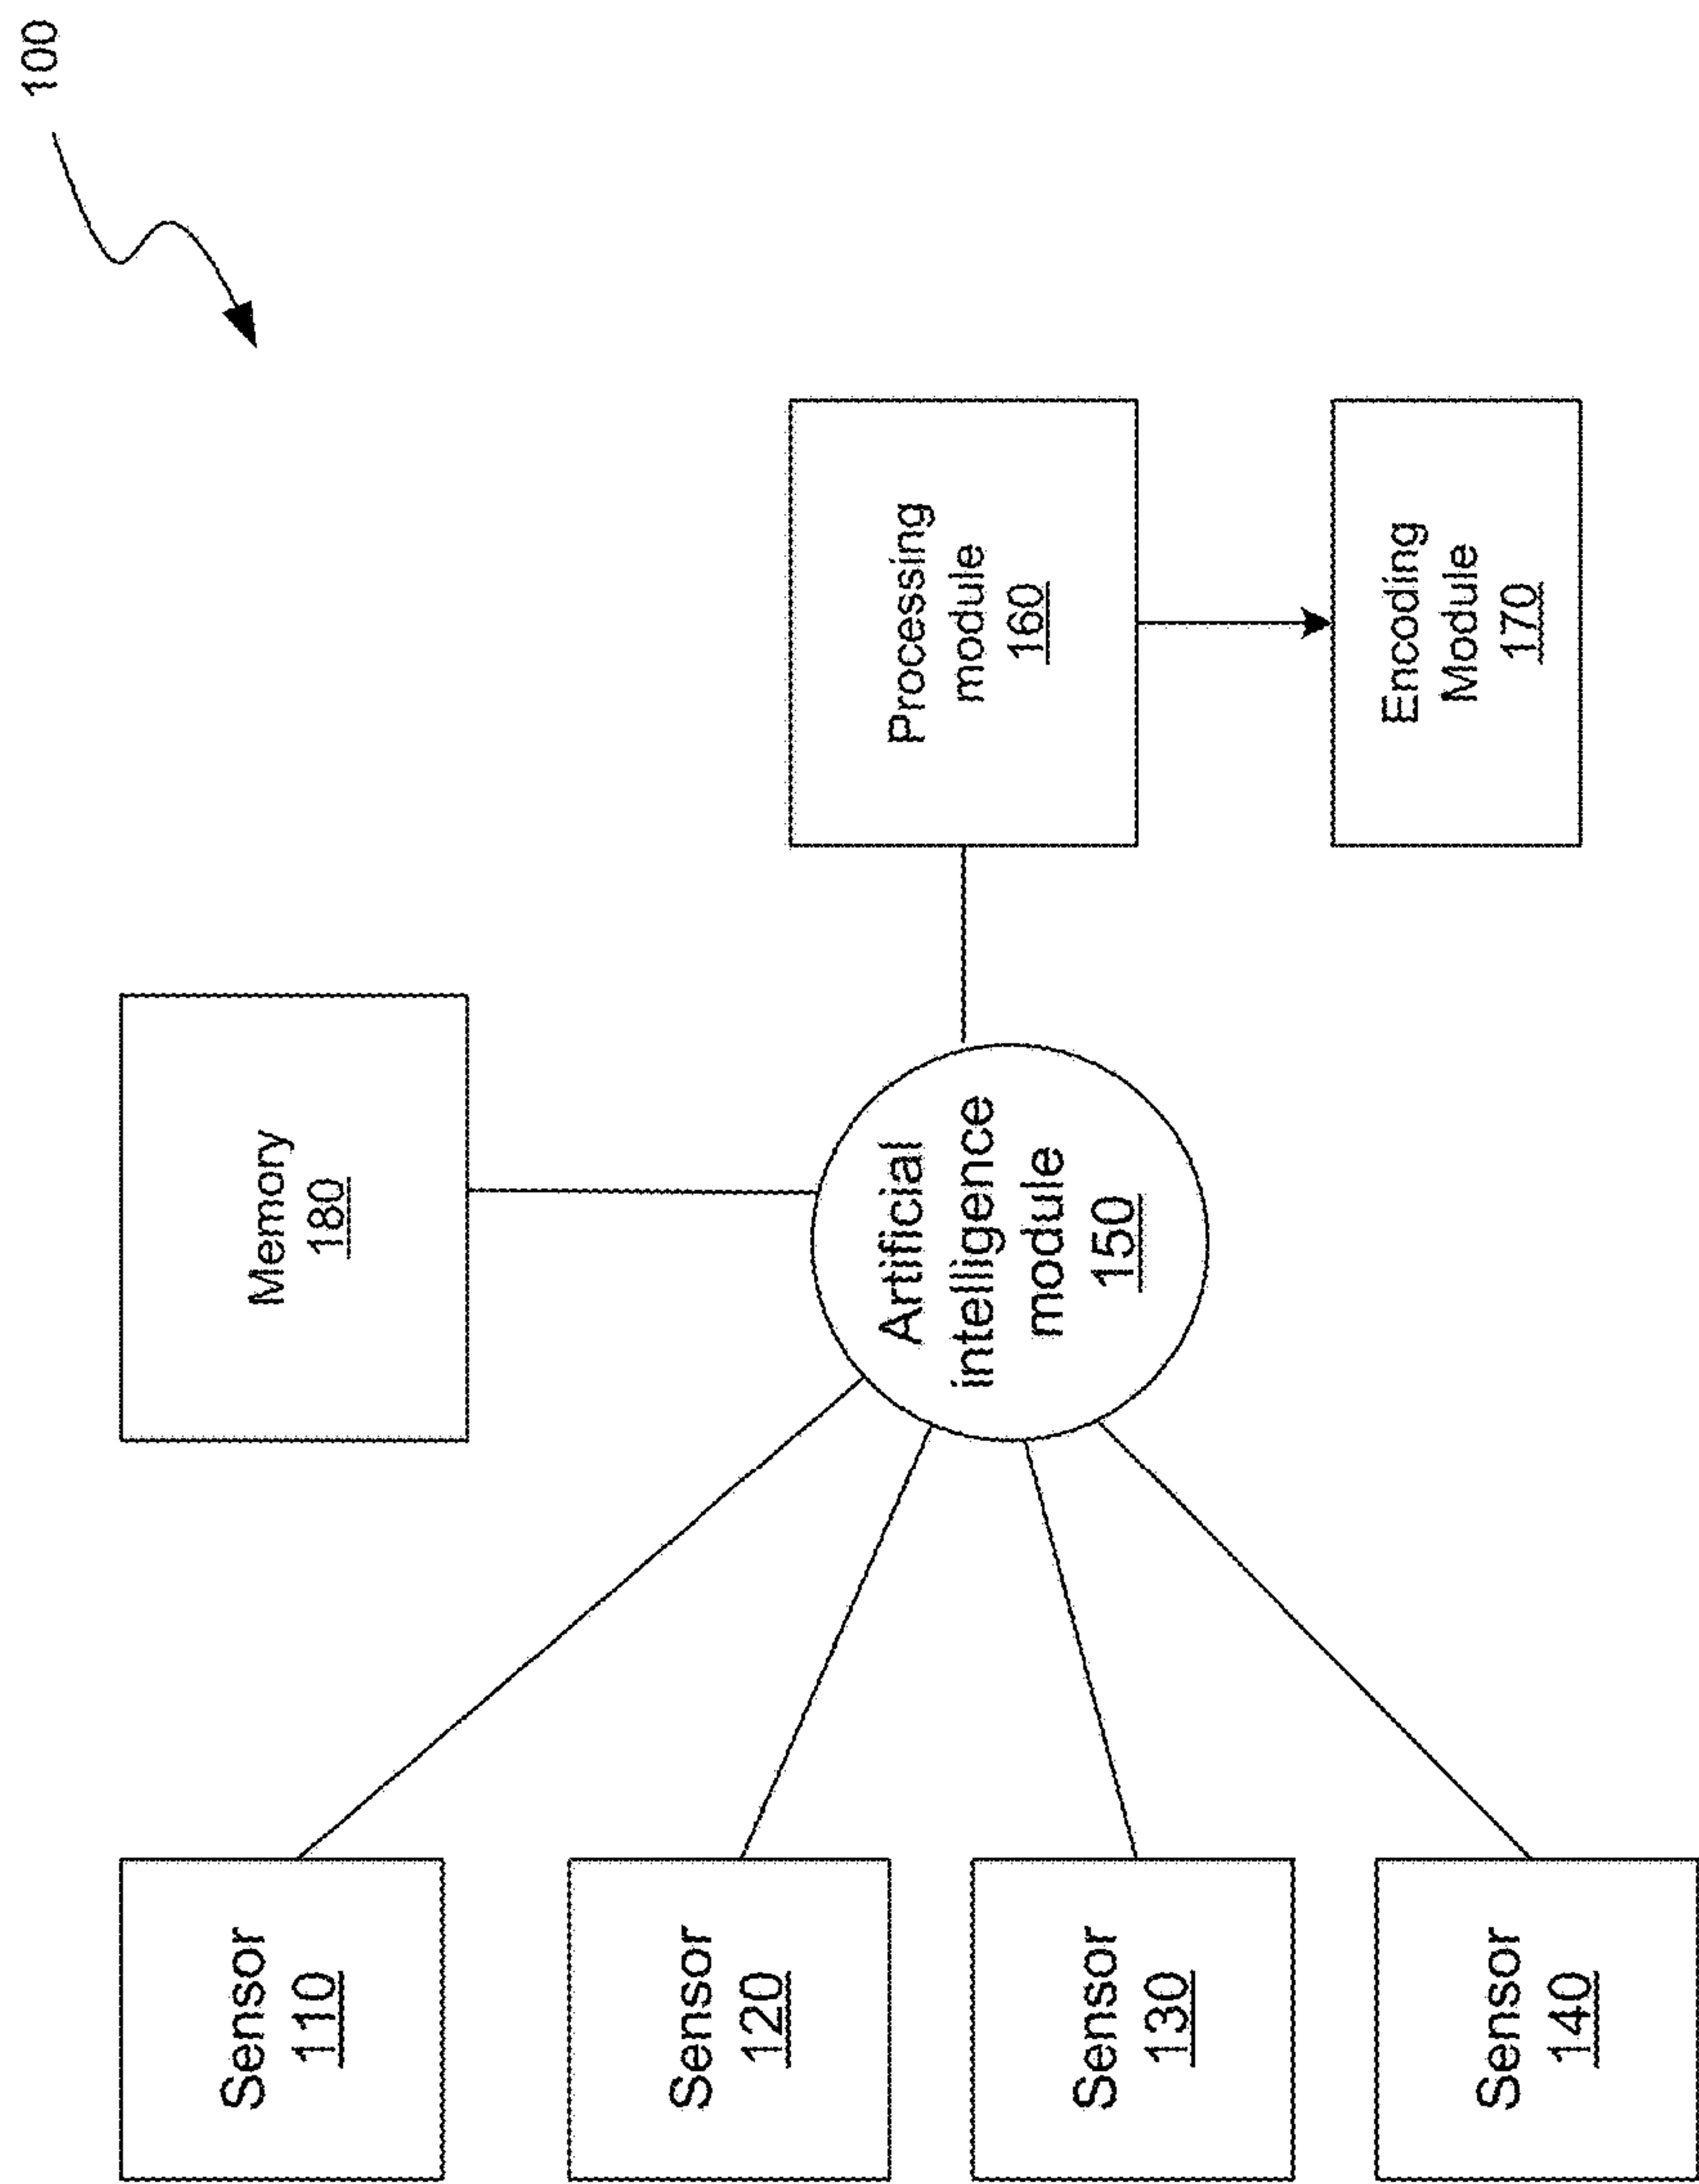 100
Memory
180
Processing
module
160
Encoding
Module
170
Artificial
intelligence
module
150
Sensor
110
Sensor
120
Sensor
130
Sensor
140